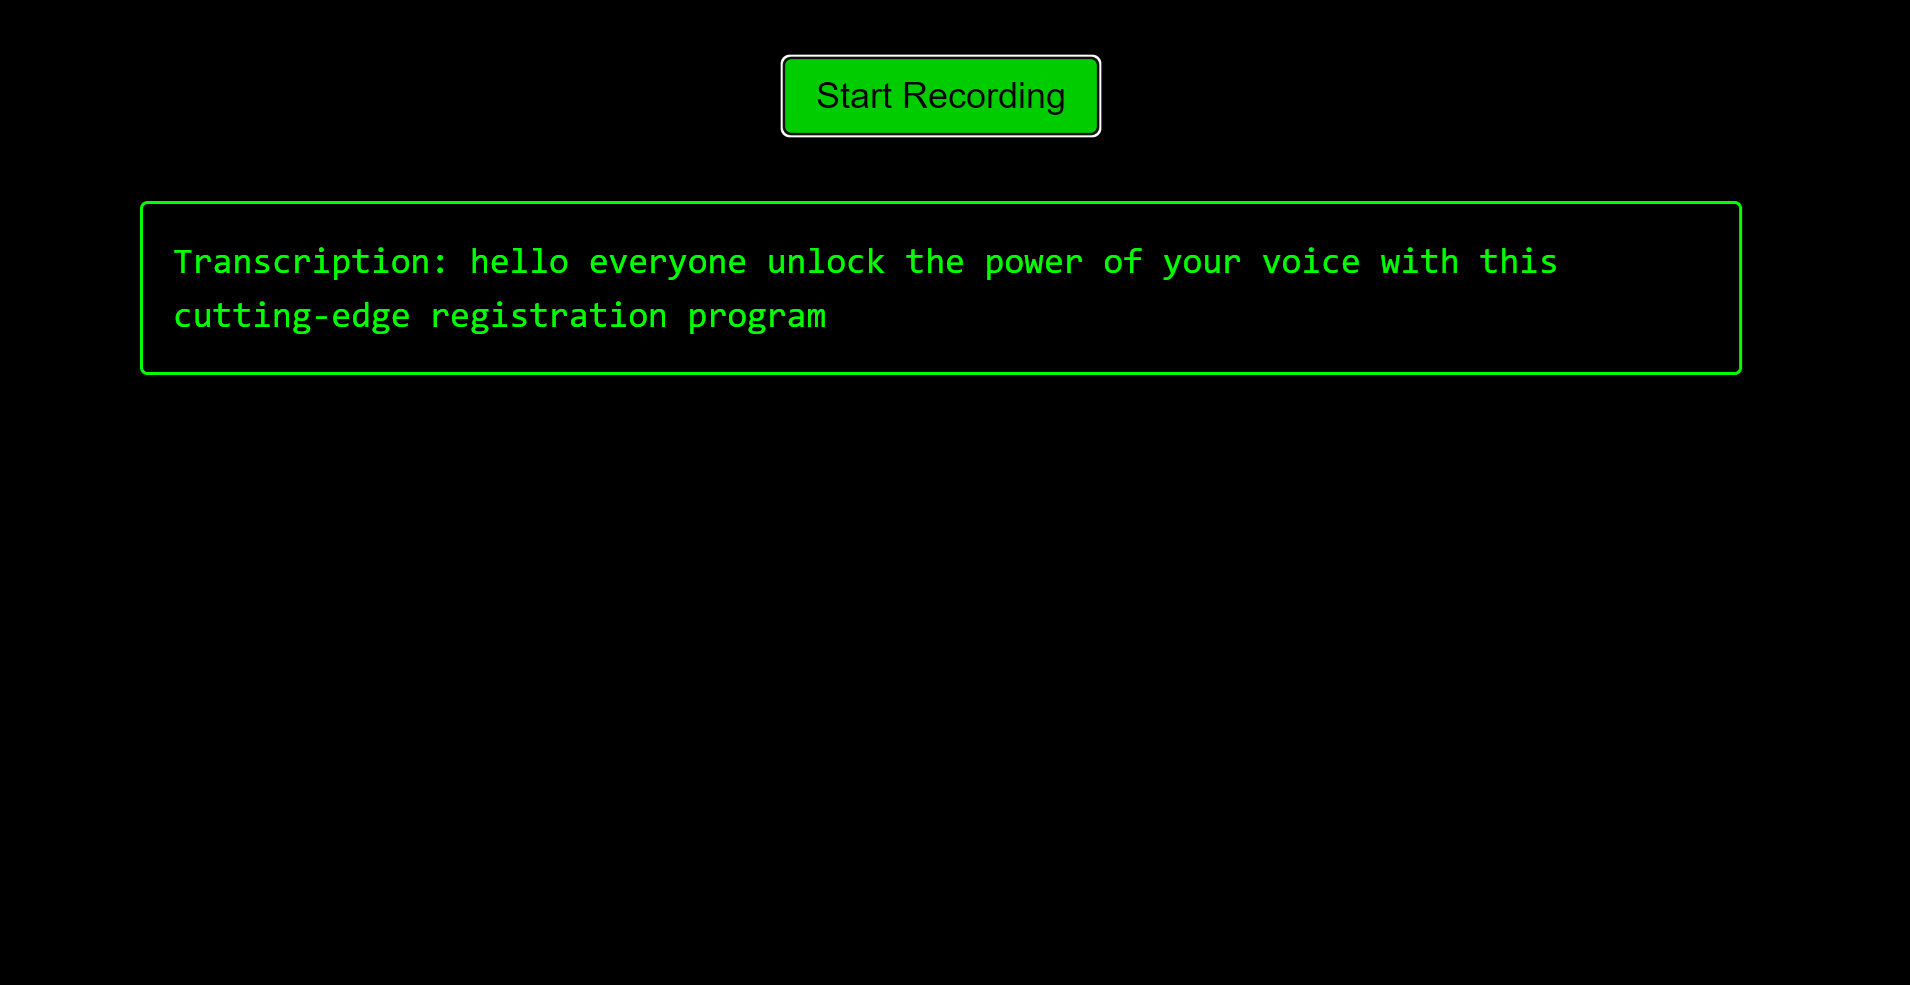 Start Recording
Transcription: hello everyone unlock the power of your voice with this
cutting-edge registration program